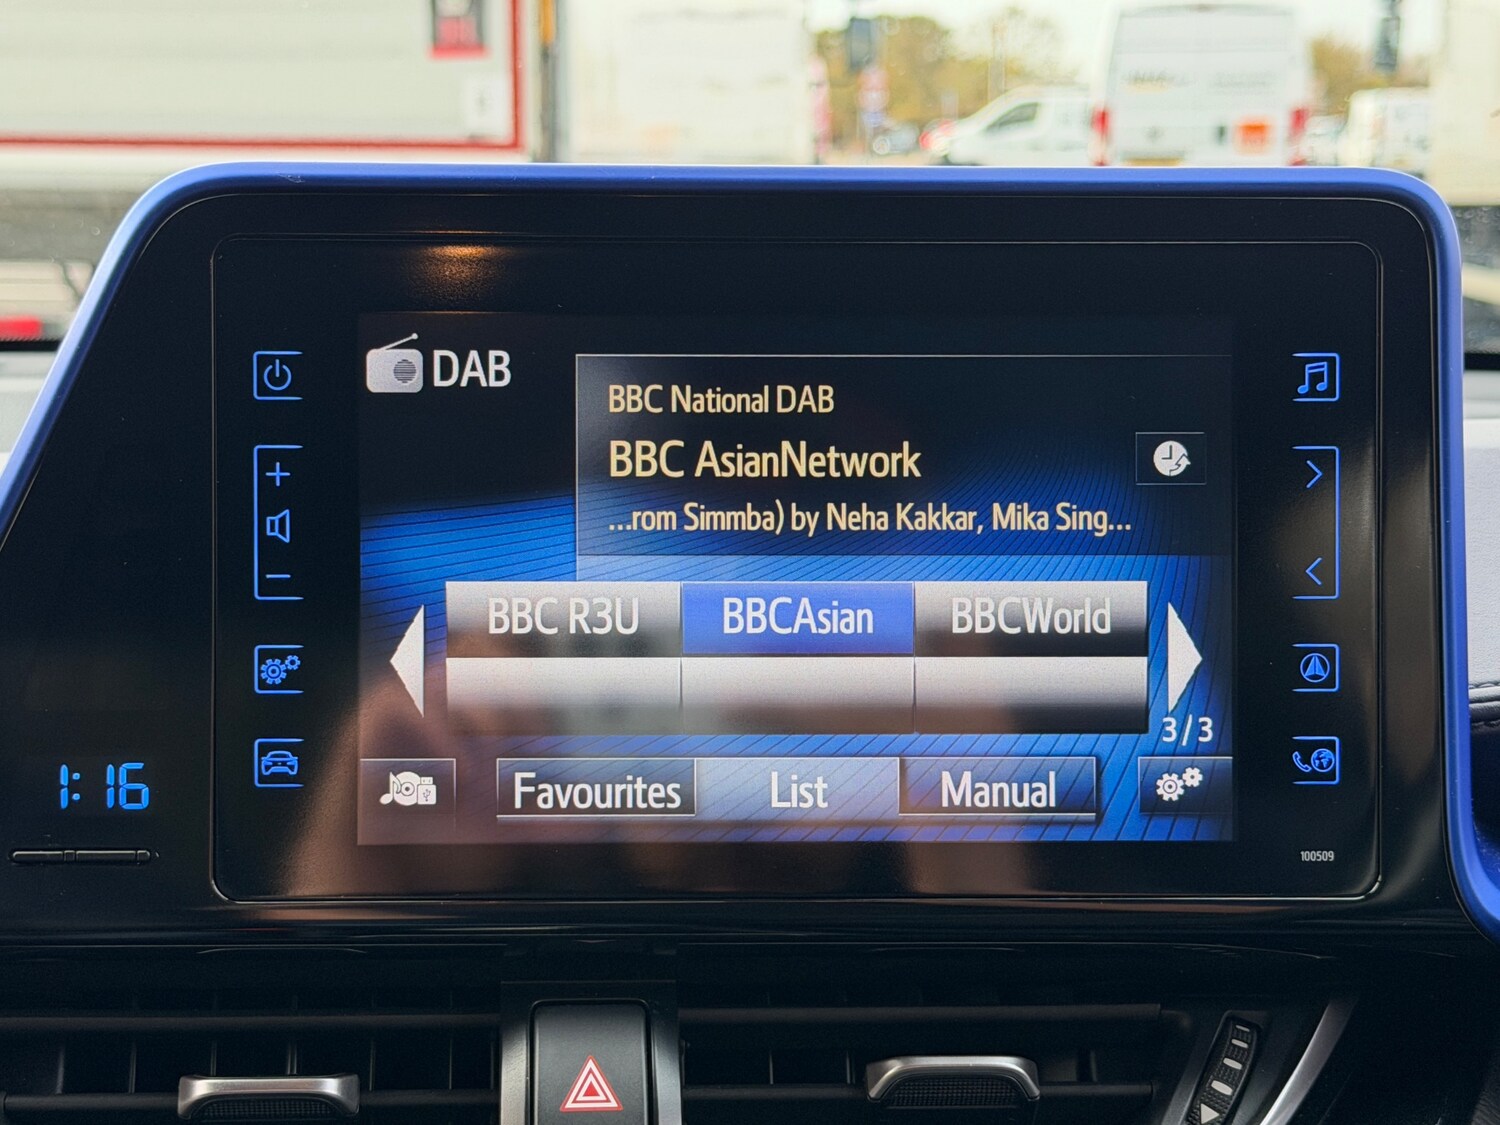 DAB
BBC National DAB
BBC AsianNetwork
...rom Simmba) by Neha Kakkar, Mika Sing...
BBC R3U
BBCAsian
BBCWorld
3/3
Favourites
List
Manual
1:16
100509